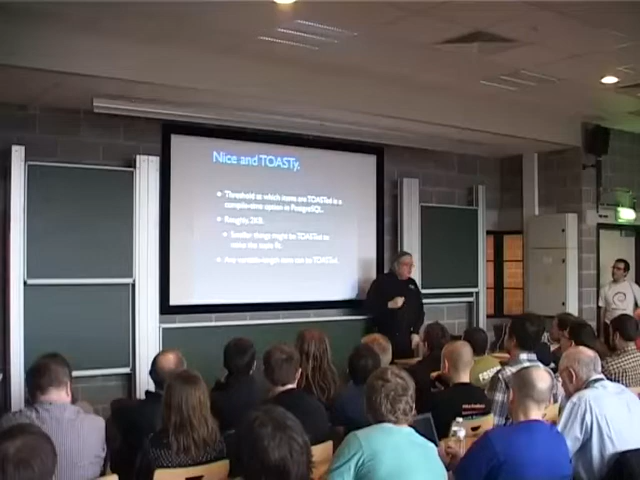 Nice and TOASTy.
Threshold at which items are TOASTed is a
compile-time option in PostgreSQL.
Roughly 2KB.
Smaller things might be TOASTed to
make the tuple fit.
Any variable-length item can be TOASTed.